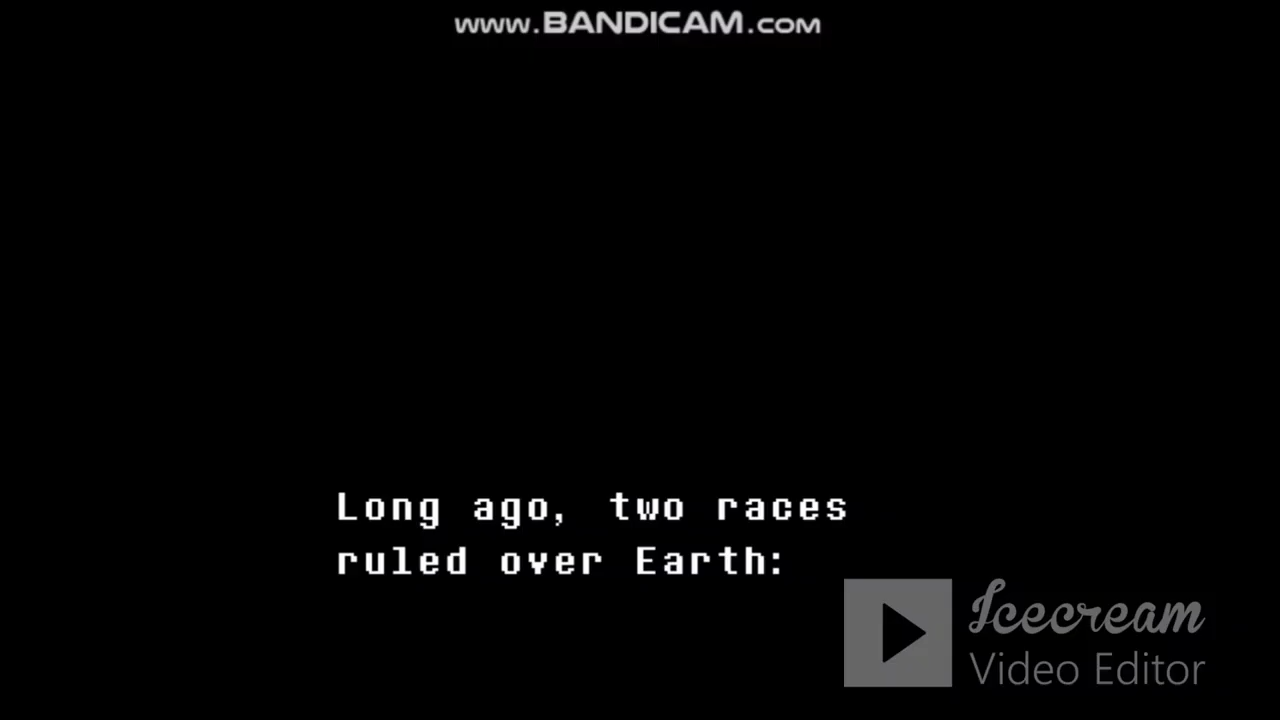 www.BANDICAM.com
Long ago, two races
ruled over Earth:
Icecream
Video Editor